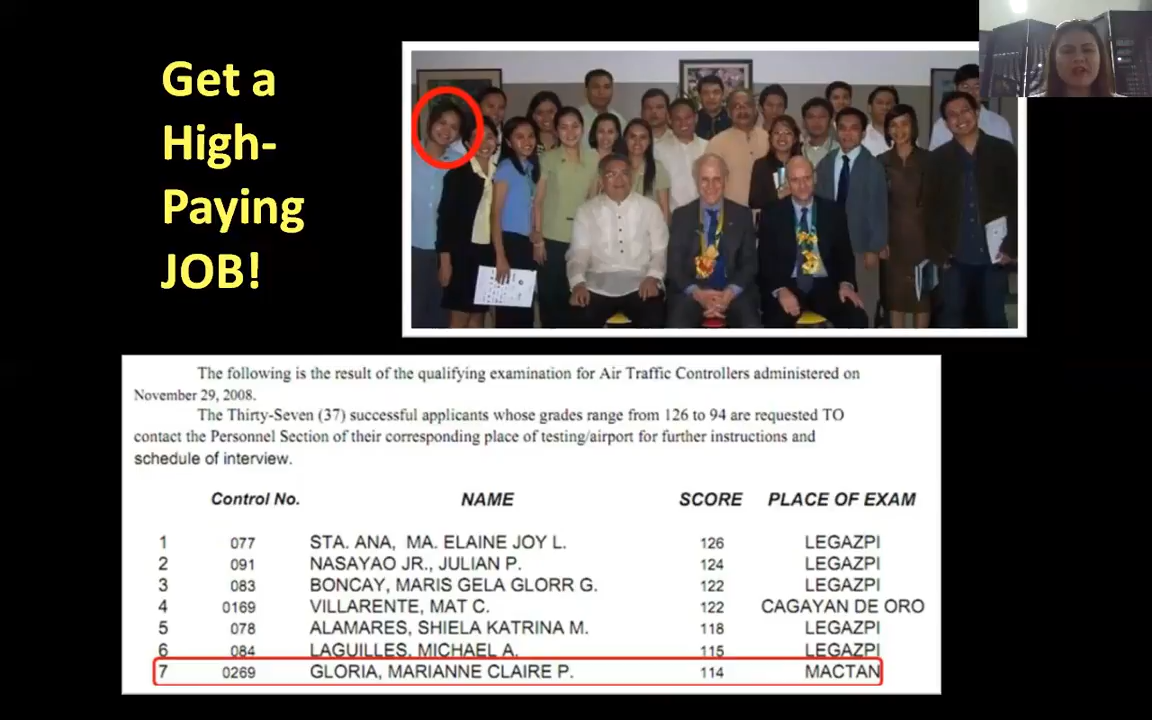 Get a
High-
Paying
JOB!
The following is the result of the qualifying examination for Air Traffic Controllers administered on
November 29, 2008.
The Thirty-Seven (37) successful applicants whose grades range from 126 to 94 are requested TO
contact the Personnel Section of their corresponding place of testing/airport for further instructions and
schedule of interview.
Control No. NAME SCORE PLACE OF EXAM
1 077 STA. ANA, MA. ELAINE JOY L. 126 LEGAZPI
2 091 NASAYAO JR., JULIAN P. 124 LEGAZPI
3 083 BONCAY, MARIS GELA GLORR G. 122 LEGAZPI
4 0169 VILLARENTE, MAT C. 122 CAGAYAN DE ORO
5 078 ALAMARES, SHIELA KATRINA M. 118 LEGAZPI
6 084 LAGUILLES, MICHAEL A. 115 LEGAZPI
7 0269 GLORIA, MARIANNE CLAIRE P. 114 MACTAN